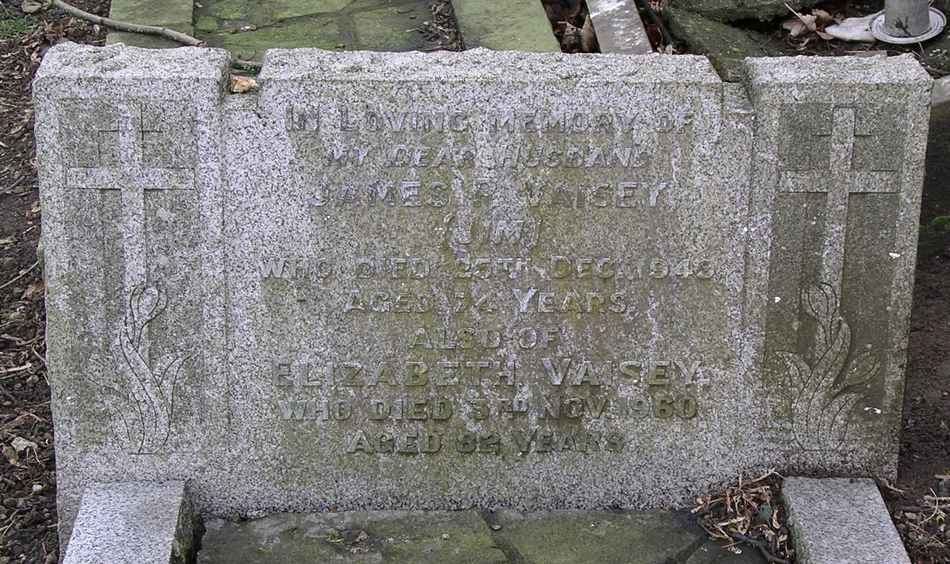 IN LOVING MEMORY OF
MY DEAR HUSBAND
JAMES R. VAISEY
(JIM)
WHO DIED 25TH DEC. 1948
AGED 74 YEARS
ALSO OF
ELIZABETH VAISEY
WHO DIED 5TH NOV. 1960
AGED 82 YEARS